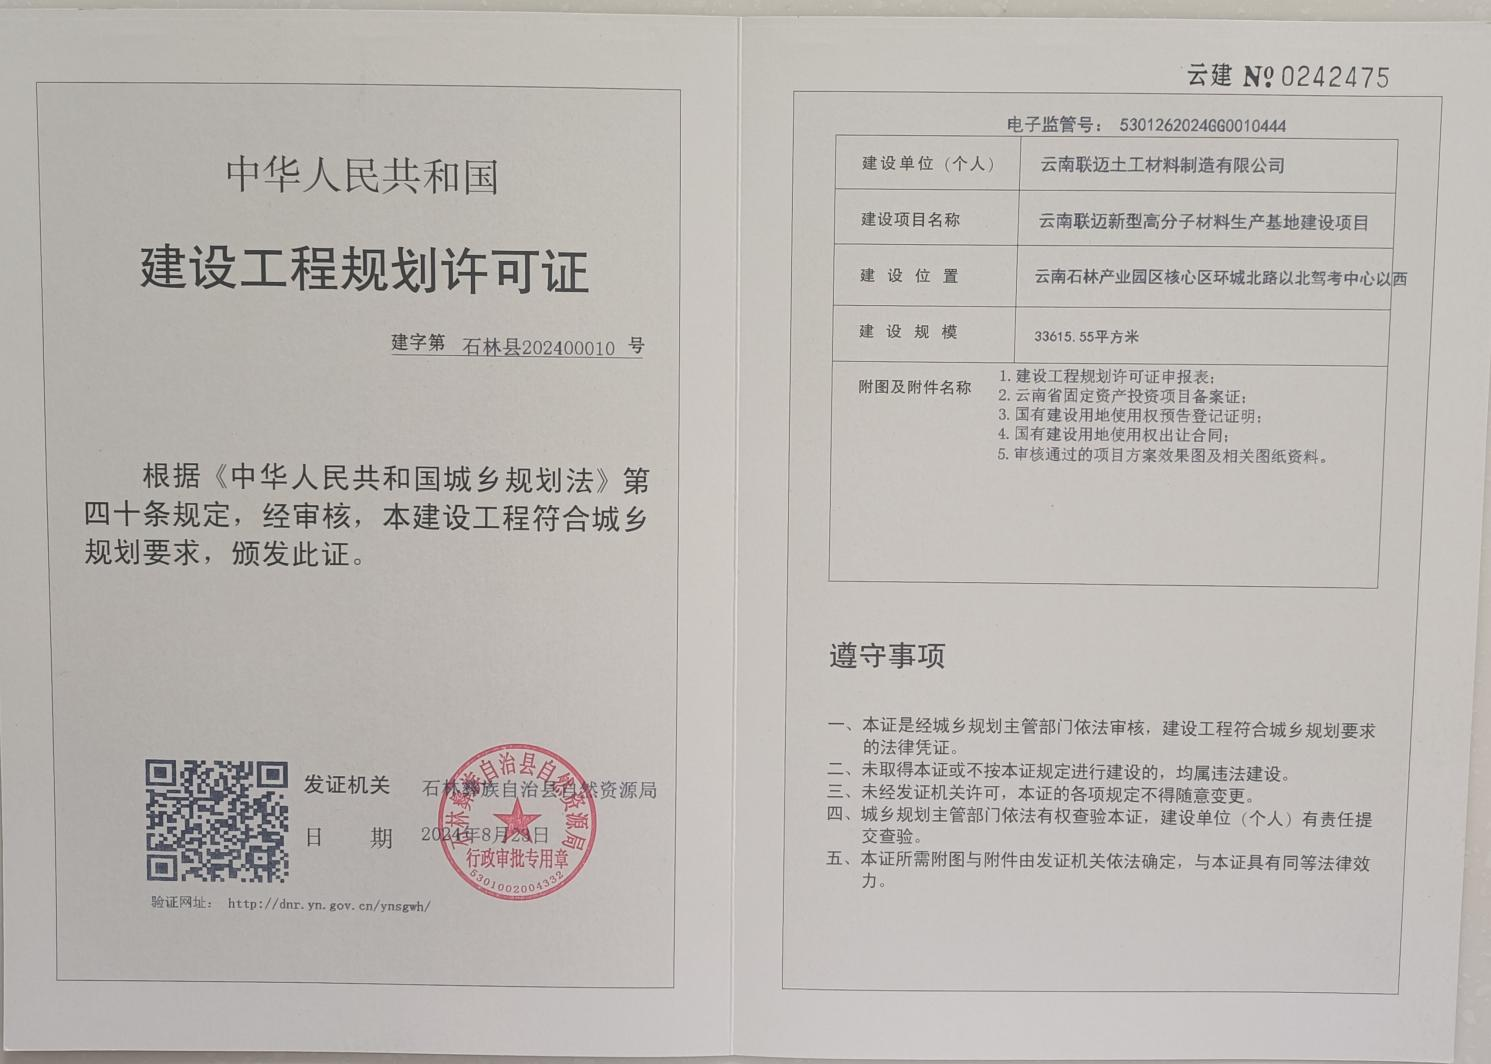 中华人民共和国
建设工程规划许可证
建字第 石林县202400010 号
根据《中华人民共和国城乡规划法》第
四十条规定，经审核，本建设工程符合城乡
规划要求，颁发此证。
发证机关 石林彝族自治县自然资源局
日 期 2024年8月29日
石林彝族自治县自然资源局
行政审批专用章
5301002004332
验证网址： http://dnr.yn.gov.cn/ynsgwh/
云建 №0242475
电子监管号： 5301262024GG0010444
建设单位（个人） 云南联迈土工材料制造有限公司
建设项目名称 云南联迈新型高分子材料生产基地建设项目
建设位置 云南石林产业园区核心区环城北路以北驾考中心以西
建设规模 33615.55平方米
附图及附件名称
1. 建设工程规划许可证申报表；
2. 云南省固定资产投资项目备案证；
3. 国有建设用地使用权预告登记证明；
4. 国有建设用地使用权出让合同；
5. 审核通过的项目方案效果图及相关图纸资料。
遵守事项
一、本证是经城乡规划主管部门依法审核，建设工程符合城乡规划要求
的法律凭证。
二、未取得本证或不按本证规定进行建设的，均属违法建设。
三、未经发证机关许可，本证的各项规定不得随意变更。
四、城乡规划主管部门依法有权查验本证，建设单位（个人）有责任提
交查验。
五、本证所需附图与附件由发证机关依法确定，与本证具有同等法律效
力。